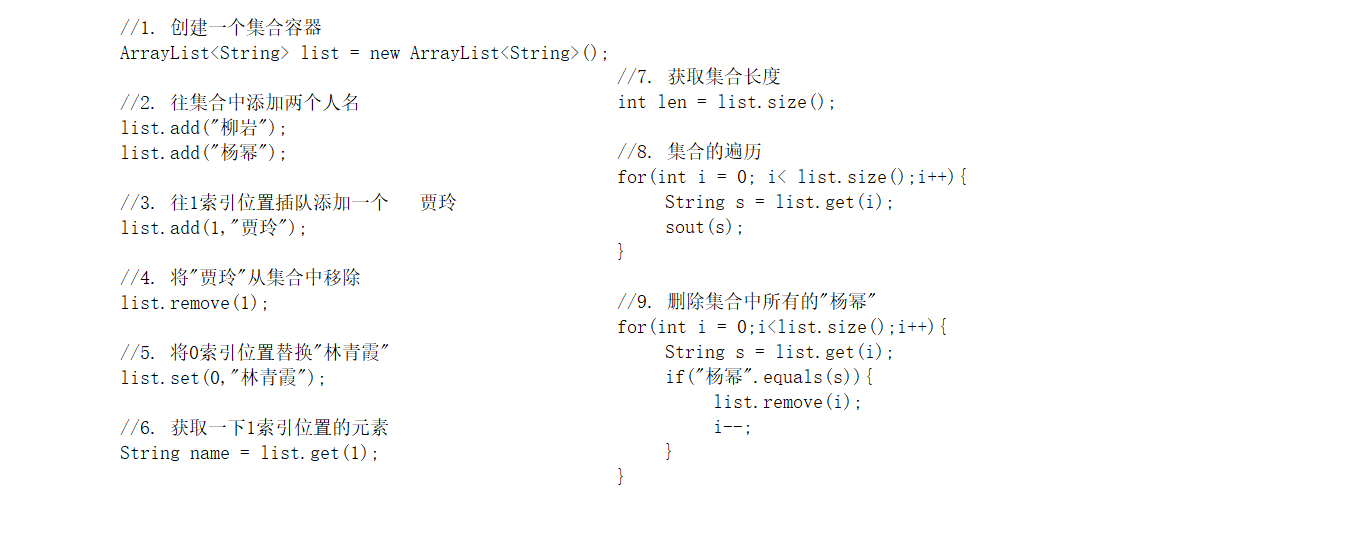 //1. 创建一个集合容器
ArrayList<String> list = new ArrayList<String>();
//2. 往集合中添加两个人名
list.add("柳岩");
list.add("杨幂");
//3. 往1索引位置插队添加一个   贾玲
list.add(1,"贾玲");
//4. 将"贾玲"从集合中移除
list.remove(1);
//5. 将0索引位置替换"林青霞"
list.set(0,"林青霞");
//6. 获取一下1索引位置的元素
String name = list.get(1);
//7. 获取集合长度
int len = list.size();
//8. 集合的遍历
for(int i = 0; i< list.size();i++){
    String s = list.get(i);
    sout(s);
}
//9. 删除集合中所有的"杨幂"
for(int i = 0;i<list.size();i++){
    String s = list.get(i);
    if("杨幂".equals(s)){
        list.remove(i);
        i--;
    }
}